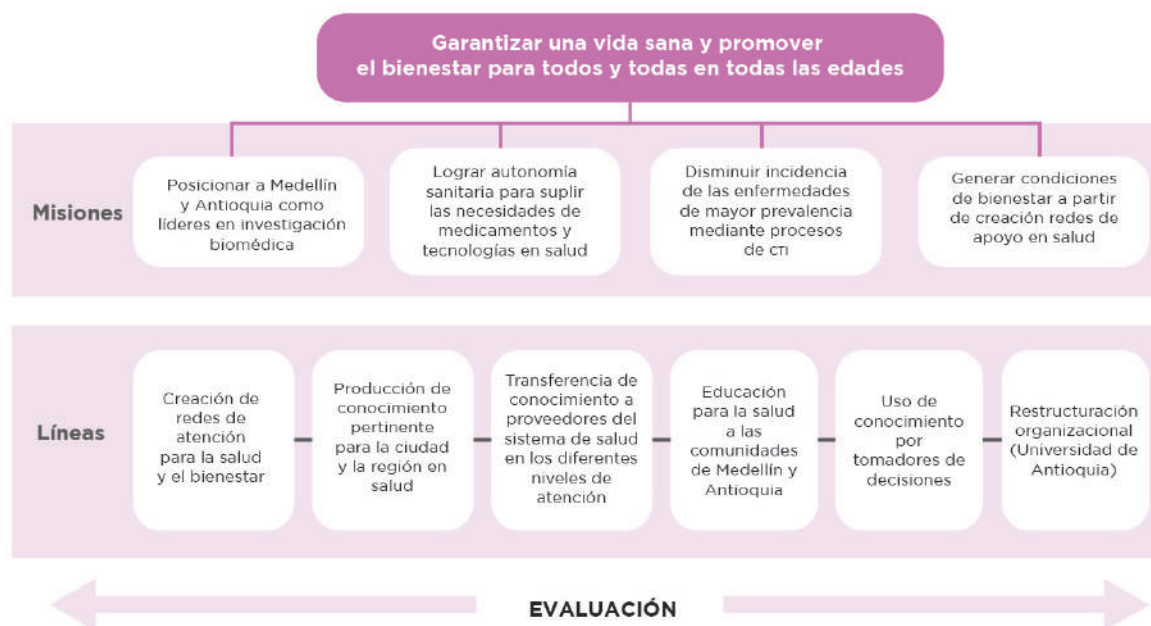 Garantizar una vida sana y promover
el bienestar para todos y todas en todas las edades
Misiones
Posicionar a Medellín
y Antioquia como
líderes en investigación
biomédica
Lograr autonomía
sanitaria para suplir
las necesidades de
medicamentos y
tecnologías en salud
Disminuir incidencia
de las enfermedades
de mayor prevalencia
mediante procesos
de CTI
Generar condiciones
de bienestar a partir
de creación redes de
apoyo en salud
Líneas
Creación de
redes de
atención
para la salud
y el bienestar
Producción de
conocimiento
pertinente
para la ciudad
y la región en
salud
Transferencia de
conocimiento a
proveedores del
sistema de salud
en los diferentes
niveles de
atención
Educación
para la salud
a las
comunidades
de Medellín y
Antioquia
Uso de
conocimiento
por
tomadores de
decisiones
Restructuración
organizacional
(Universidad de
Antioquia)
EVALUACIÓN